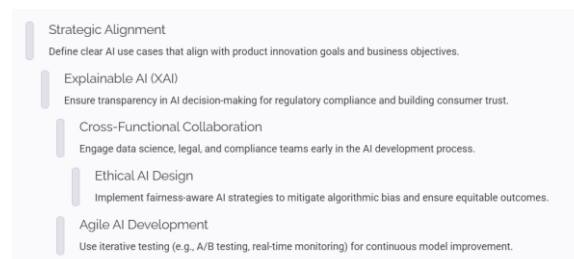 Strategic Alignment
Define clear AI use cases that align with product innovation goals and business objectives.
Explainable AI (XAI)
Ensure transparency in AI decision-making for regulatory compliance and building consumer trust.
Cross-Functional Collaboration
Engage data science, legal, and compliance teams early in the AI development process.
Ethical AI Design
Implement fairness-aware AI strategies to mitigate algorithmic bias and ensure equitable outcomes.
Agile AI Development
Use iterative testing (e.g., A/B testing, real-time monitoring) for continuous model improvement.